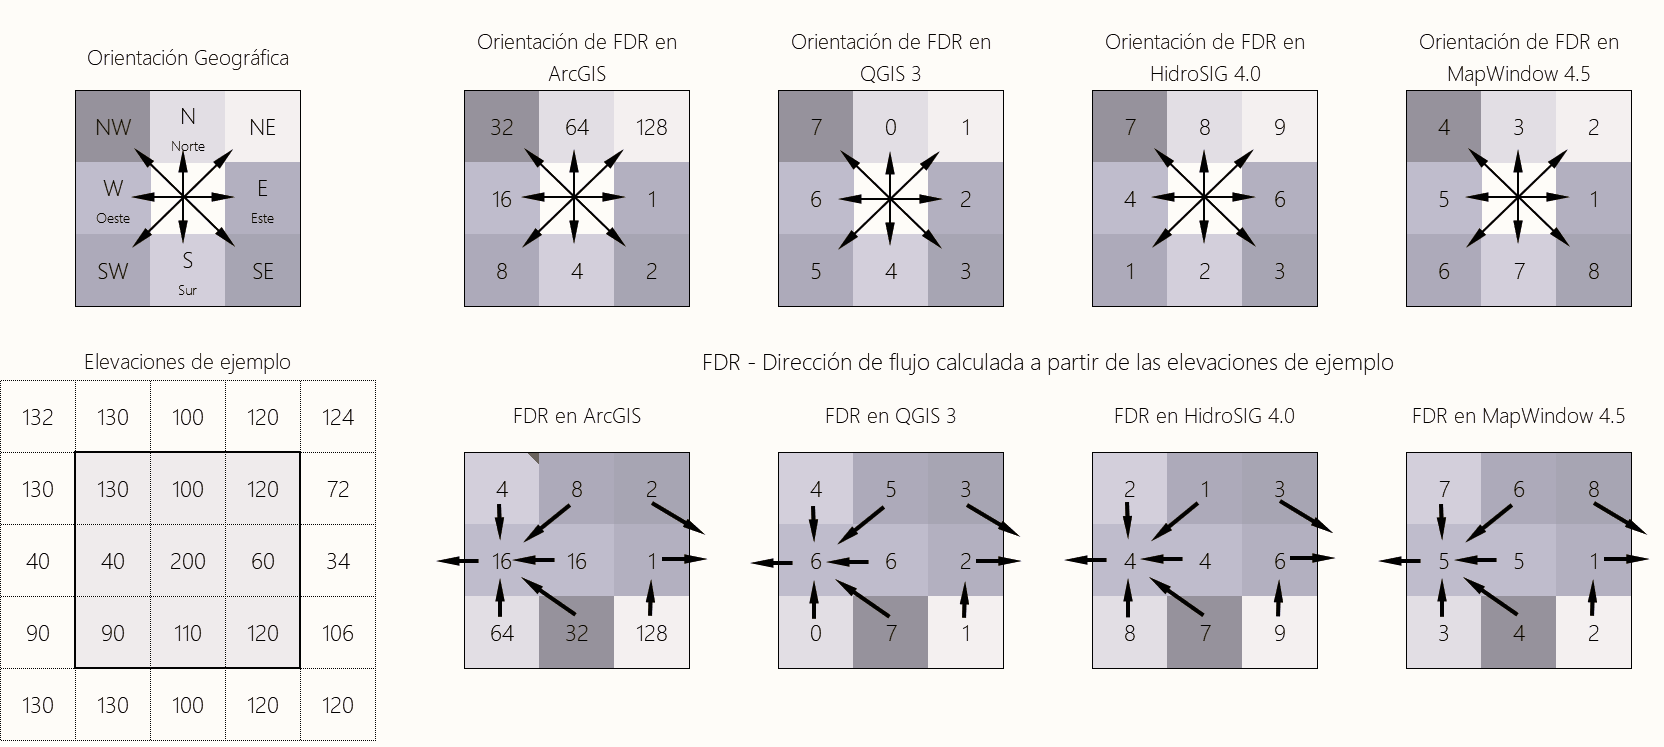 Orientación Geográfica
NW N NE
Norte
W E
Oeste Este
SW S SE
Sur
Orientación de FDR en
ArcGIS
32 64 128
16 1
8 4 2
Orientación de FDR en
QGIS 3
7 0 1
6 2
5 4 3
Orientación de FDR en
HidroSIG 4.0
7 8 9
4 6
1 2 3
Orientación de FDR en
MapWindow 4.5
4 3 2
5 1
6 7 8
Elevaciones de ejemplo
132 130 100 120 124
130 130 100 120 72
40 40 200 60 34
90 90 110 120 106
130 130 100 120 120
FDR - Dirección de flujo calculada a partir de las elevaciones de ejemplo
FDR en ArcGIS
4 8 2
16 16 1
64 32 128
FDR en QGIS 3
4 5 3
6 6 2
0 7 1
FDR en HidroSIG 4.0
2 1 3
4 4 6
8 7 9
FDR en MapWindow 4.5
7 6 8
5 5 1
3 4 2